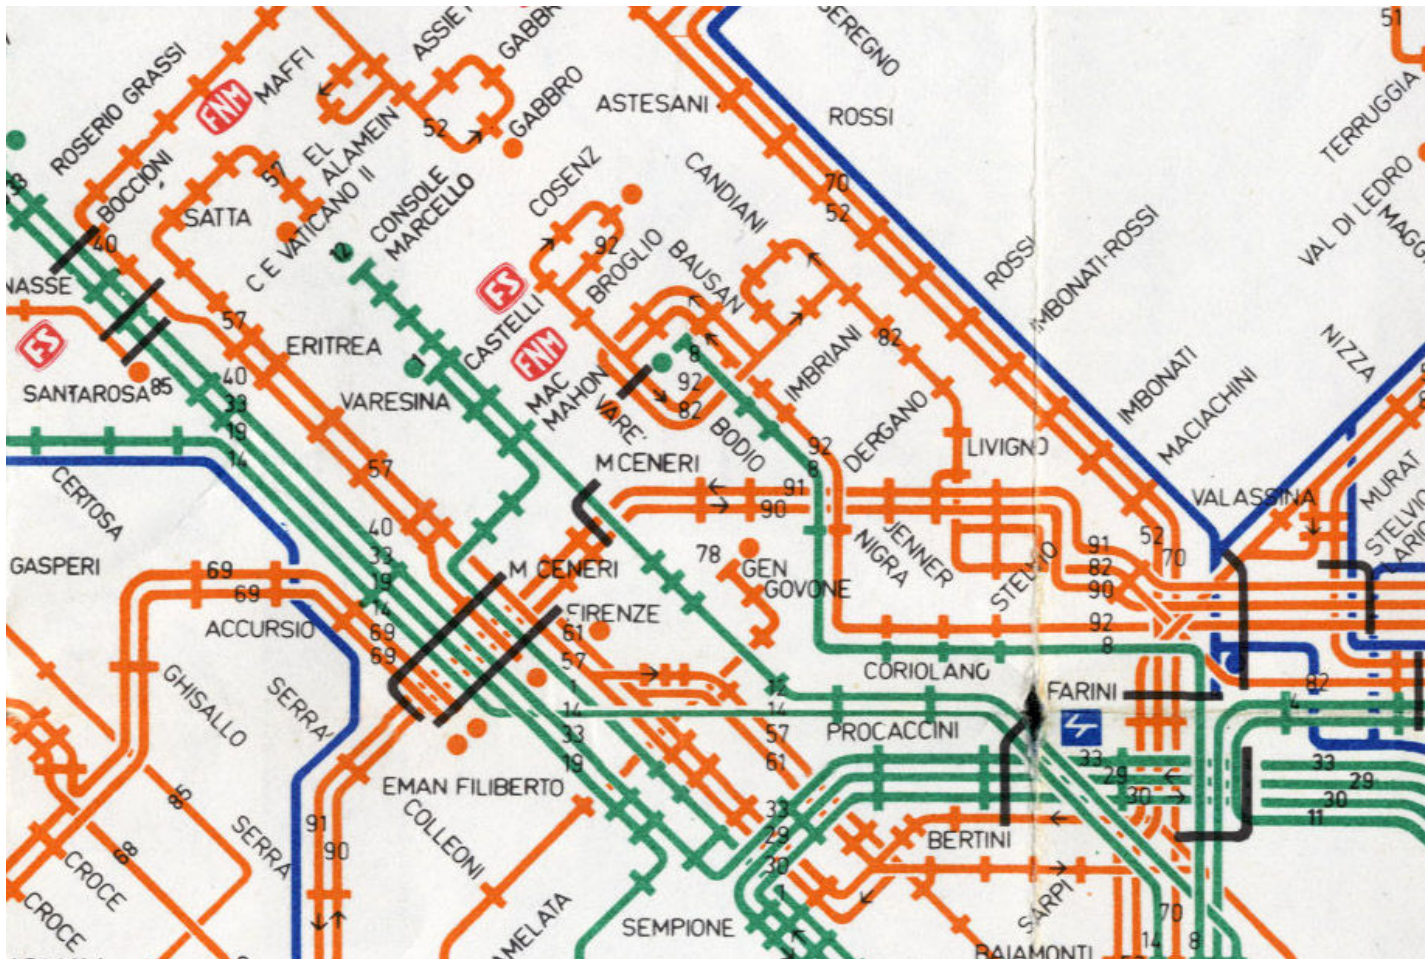 51
SEREGNO
ASTESANI
ROSSI
TERRUGGIA
ROSERIO GRASSI
FNM
MAFFI
52
GABBRO
EL
ALAMEIN
57
BOCCIONI
SATTA
C E VATICANO II
CONSOLE
MARCELLO
12
COSENZ
92
CANDIANI
70
52
VAL DI LEDRO
33
40
FS
CASTELLI
BROGLIO
BAUSAN
ROSSI
IMBONATI-ROSSI
NIZZA
FS
57
ERITREA
FNM
1
8
82
IMBRIANI
SANTAROSA
85
40
33
19
14
VARESINA
MAC
MAHON
VARE'
92
82
BODIO
DERGANO
LIVIGNO
IMBONATI
MACIACHINI
CERTOSA
57
M CENERI
92
8
91
90
VALASSINA
MURAT
40
33
19
14
78
GEN
GOVONE
JENNER
NIGRA
STELVIO
91
82
90
52
70
GASPERI
69
69
M CENERI
FIRENZE
61
57
ACCURSIO
69
69
92
8
CORIOLANO
82
GHISALLO
SERRA'
1
14
12
14
FARINI
4
33
19
57
61
PROCACCINI
33
29
30
33
29
30
11
EMAN FILIBERTO
85
68
SERRA
91
90
COLLEONI
33
29
30
1
BERTINI
CROCE
CROCE
SEMPIONE
SARPI
70
14
8
BAIAMONTI